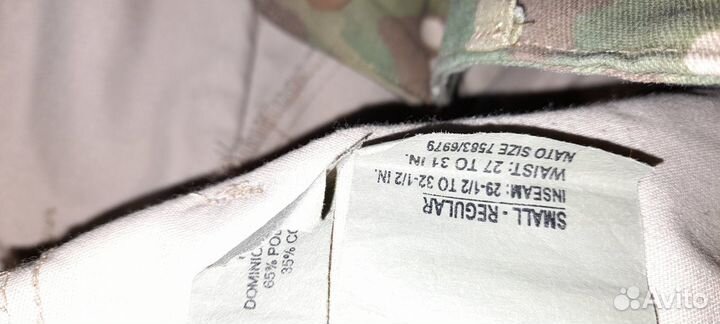 SMALL - REGULAR
INSEAM: 29-1/2 TO 32-1/2 IN.
WAIST: 27 TO 31 IN.
NATO SIZE 7583/6979
DOMINIC
65% POL
35% CO
Avito